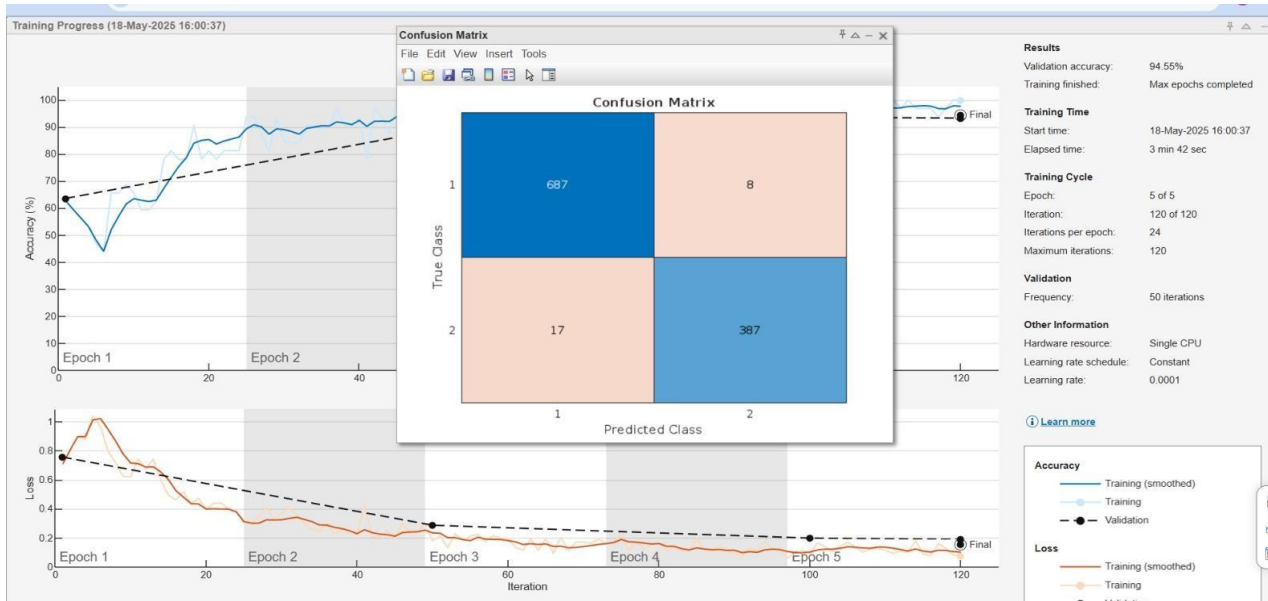 Training Progress (18-May-2025 16:00:37)
Confusion Matrix
File Edit View Insert Tools
Confusion Matrix
687
8
17
387
1
2
True Class
1
2
Predicted Class
100
90
80
70
60
50
40
30
20
10
0
Accuracy (%)
Epoch 1
Epoch 2
Final
0
20
40
120
1
0.8
0.6
0.4
0.2
0
Loss
Epoch 1
Epoch 2
Epoch 3
Epoch 4
Epoch 5
Final
0
20
40
60
80
100
120
Iteration
Results
Validation accuracy: 94.55%
Training finished: Max epochs completed
Training Time
Start time: 18-May-2025 16:00:37
Elapsed time: 3 min 42 sec
Training Cycle
Epoch: 5 of 5
Iteration: 120 of 120
Iterations per epoch: 24
Maximum iterations: 120
Validation
Frequency: 50 iterations
Other Information
Hardware resource: Single CPU
Learning rate schedule: Constant
Learning rate: 0.0001
Learn more
Accuracy
Training (smoothed)
Training
Validation
Loss
Training (smoothed)
Training